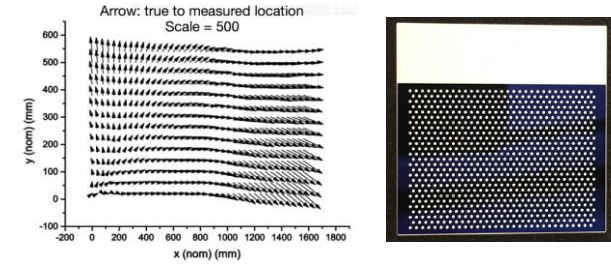 Arrow: true to measured location
Scale = 500
600
500
400
300
200
100
0
-100
y (nom) (mm)
-200 0 200 400 600 800 1000 1200 1400 1600 1800
x (nom) (mm)